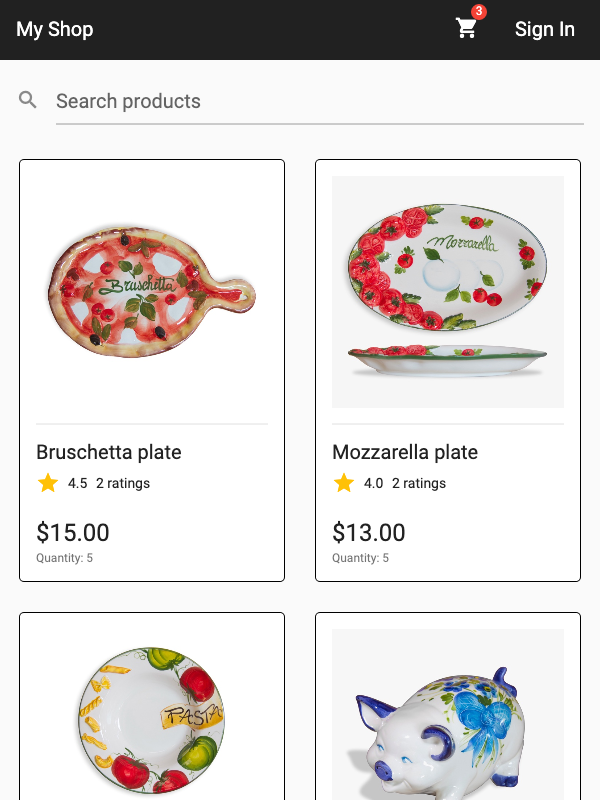 My Shop
3
Sign In
Search products
Bruschetta
Mozzarella
Bruschetta plate
4.5 2 ratings
$15.00
Quantity: 5
Mozzarella plate
4.0 2 ratings
$13.00
Quantity: 5
PASTA